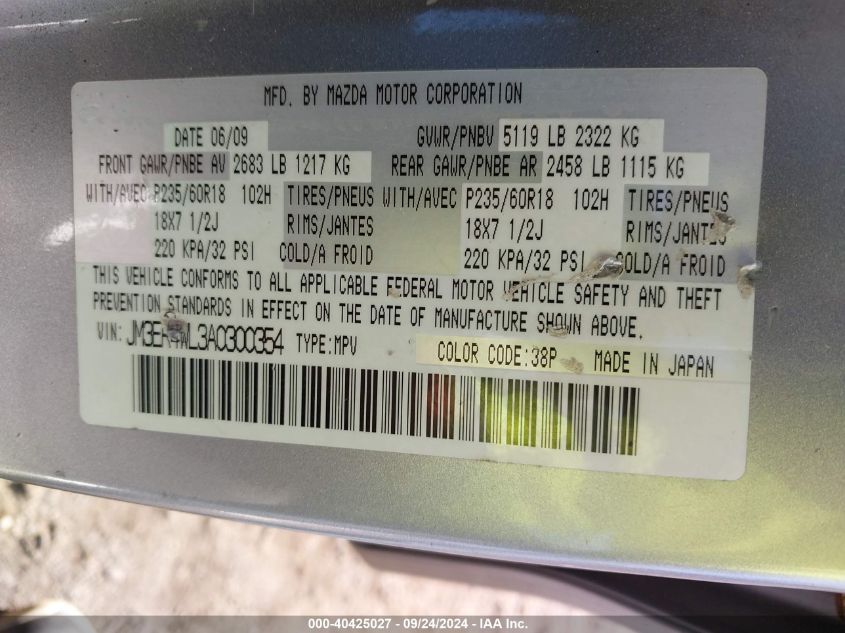 MFD. BY MAZDA MOTOR CORPORATION
DATE 06/09 GVWR/PNBV 5119 LB 2322 KG
FRONT GAWR/PNBE AV 2683 LB 1217 KG REAR GAWR/PNBE AR 2458 LB 1115 KG
WITH/AVEC P235/60R18 102H TIRES/PNEUS WITH/AVEC P235/60R18 102H TIRES/PNEUS
18X7 1/2J RIMS/JANTES 18X7 1/2J RIMS/JANTES
220 KPA/32 PSI COLD/A FROID 220 KPA/32 PSI COLD/A FROID
THIS VEHICLE CONFORMS TO ALL APPLICABLE FEDERAL MOTOR VEHICLE SAFETY AND THEFT
PREVENTION STANDARDS IN EFFECT ON THE DATE OF MANUFACTURE SHOWN ABOVE.
VIN: TYPE:MPV COLOR CODE:38P MADE IN JAPAN
000-40425027 - 09/24/2024 - IAA Inc.